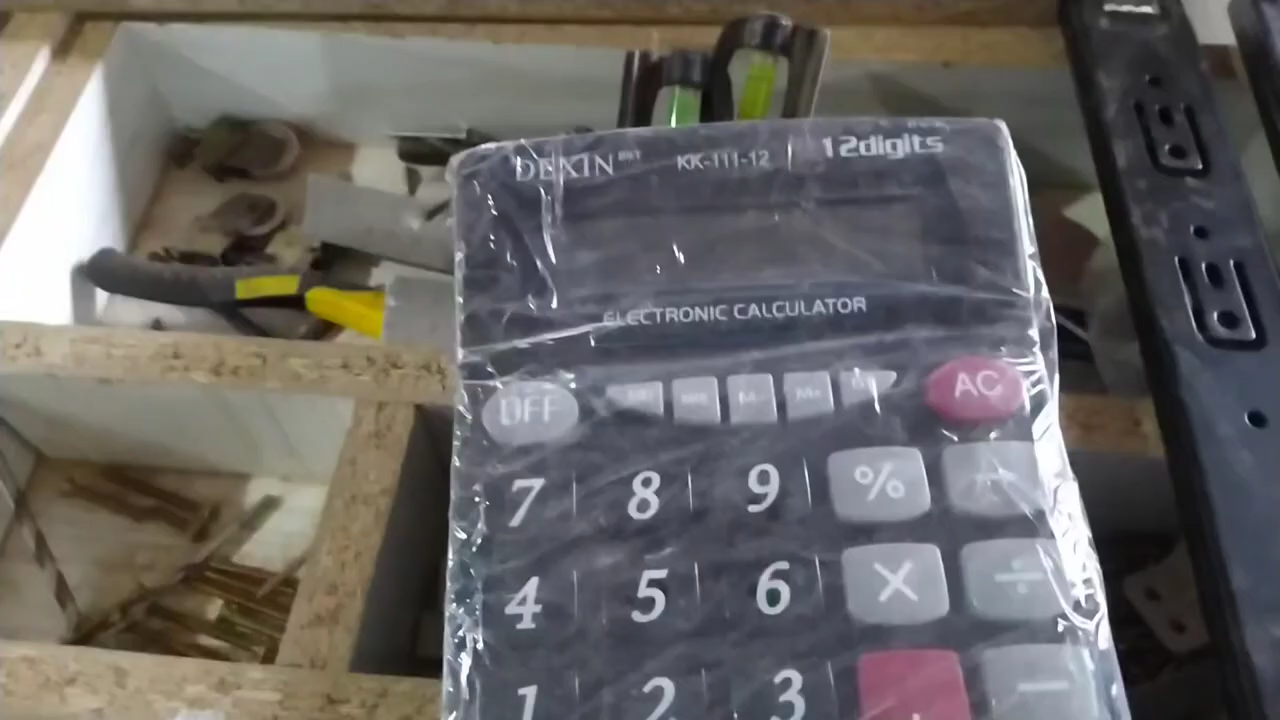 DEXIN KK-111-12 12digits
ELECTRONIC CALCULATOR
OFF AC
7 8 9 %
4 5 6 × ÷
1 2 3 + −